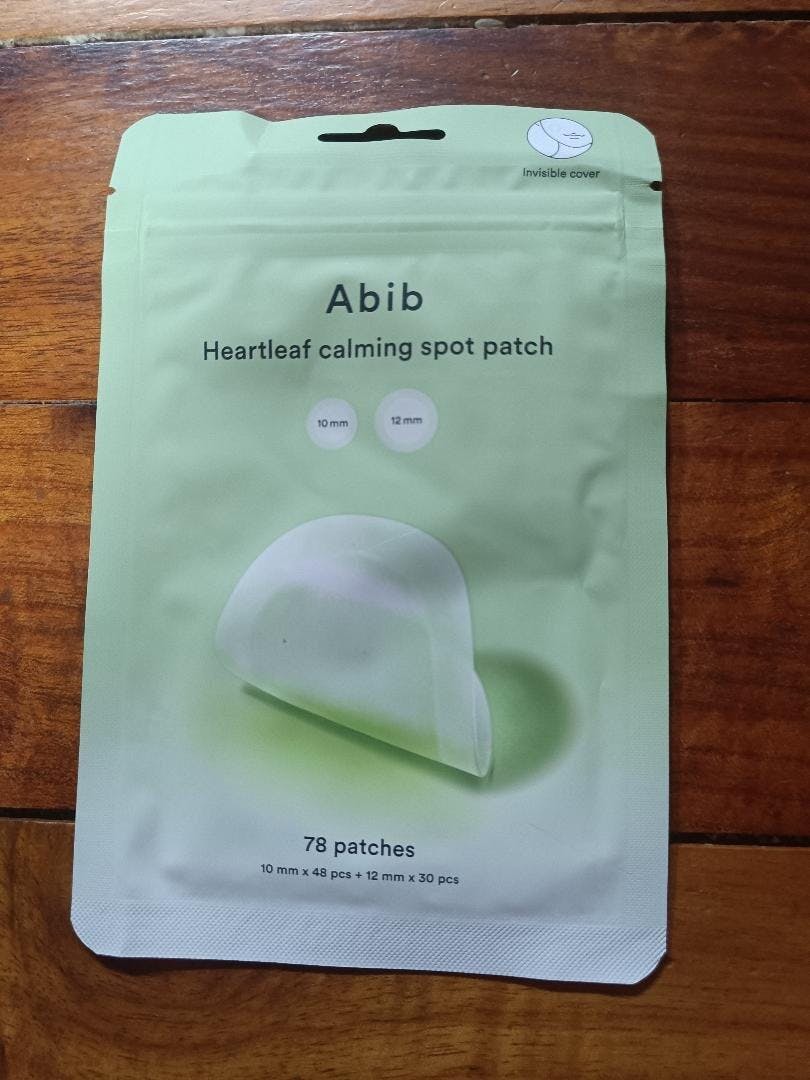 Invisible cover
Abib
Heartleaf calming spot patch
10 mm
12 mm
78 patches
10 mm x 48 pcs + 12 mm x 30 pcs